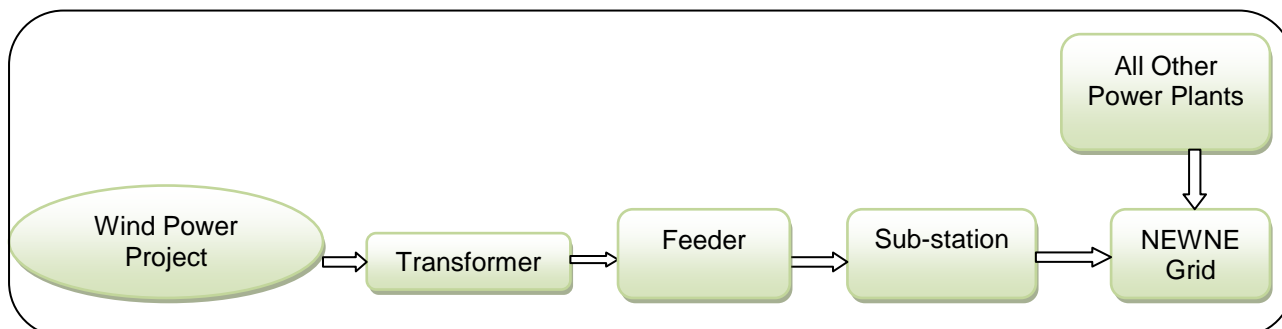 All Other
Power Plants
Wind Power
Project
Transformer
Feeder
Sub-station
NEWNE
Grid